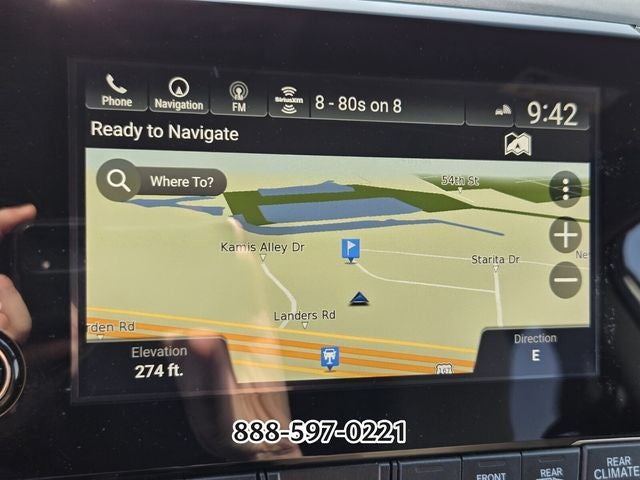 Phone
Navigation
FM
SiriusXM
8 - 80s on 8
9:42
Ready to Navigate
Where To?
54th St
Kamis Alley Dr
Starita Dr
Ne
Landers Rd
rden Rd
Elevation
274 ft.
Direction
E
888-597-0221
FRONT
REAR
REAR
CLIMATE